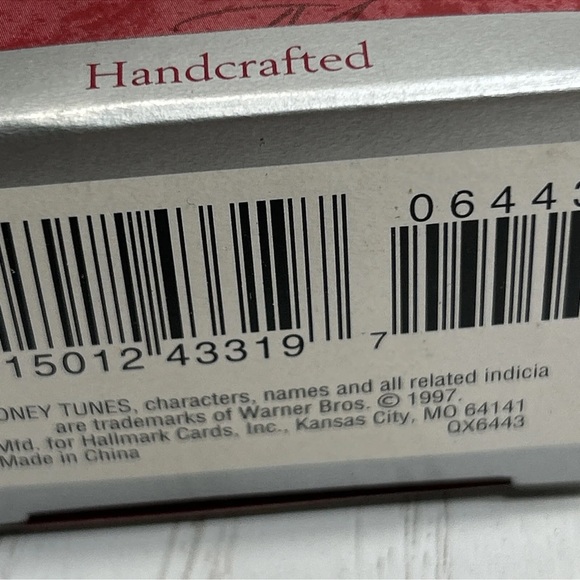 Handcrafted
0644
15012 43319 7
ONEY TUNES, characters, names and all related indicia
are trademarks of Warner Bros. © 1997.
Mfd. for Hallmark Cards, Inc., Kansas City, MO 64141
QX6443
Made in China